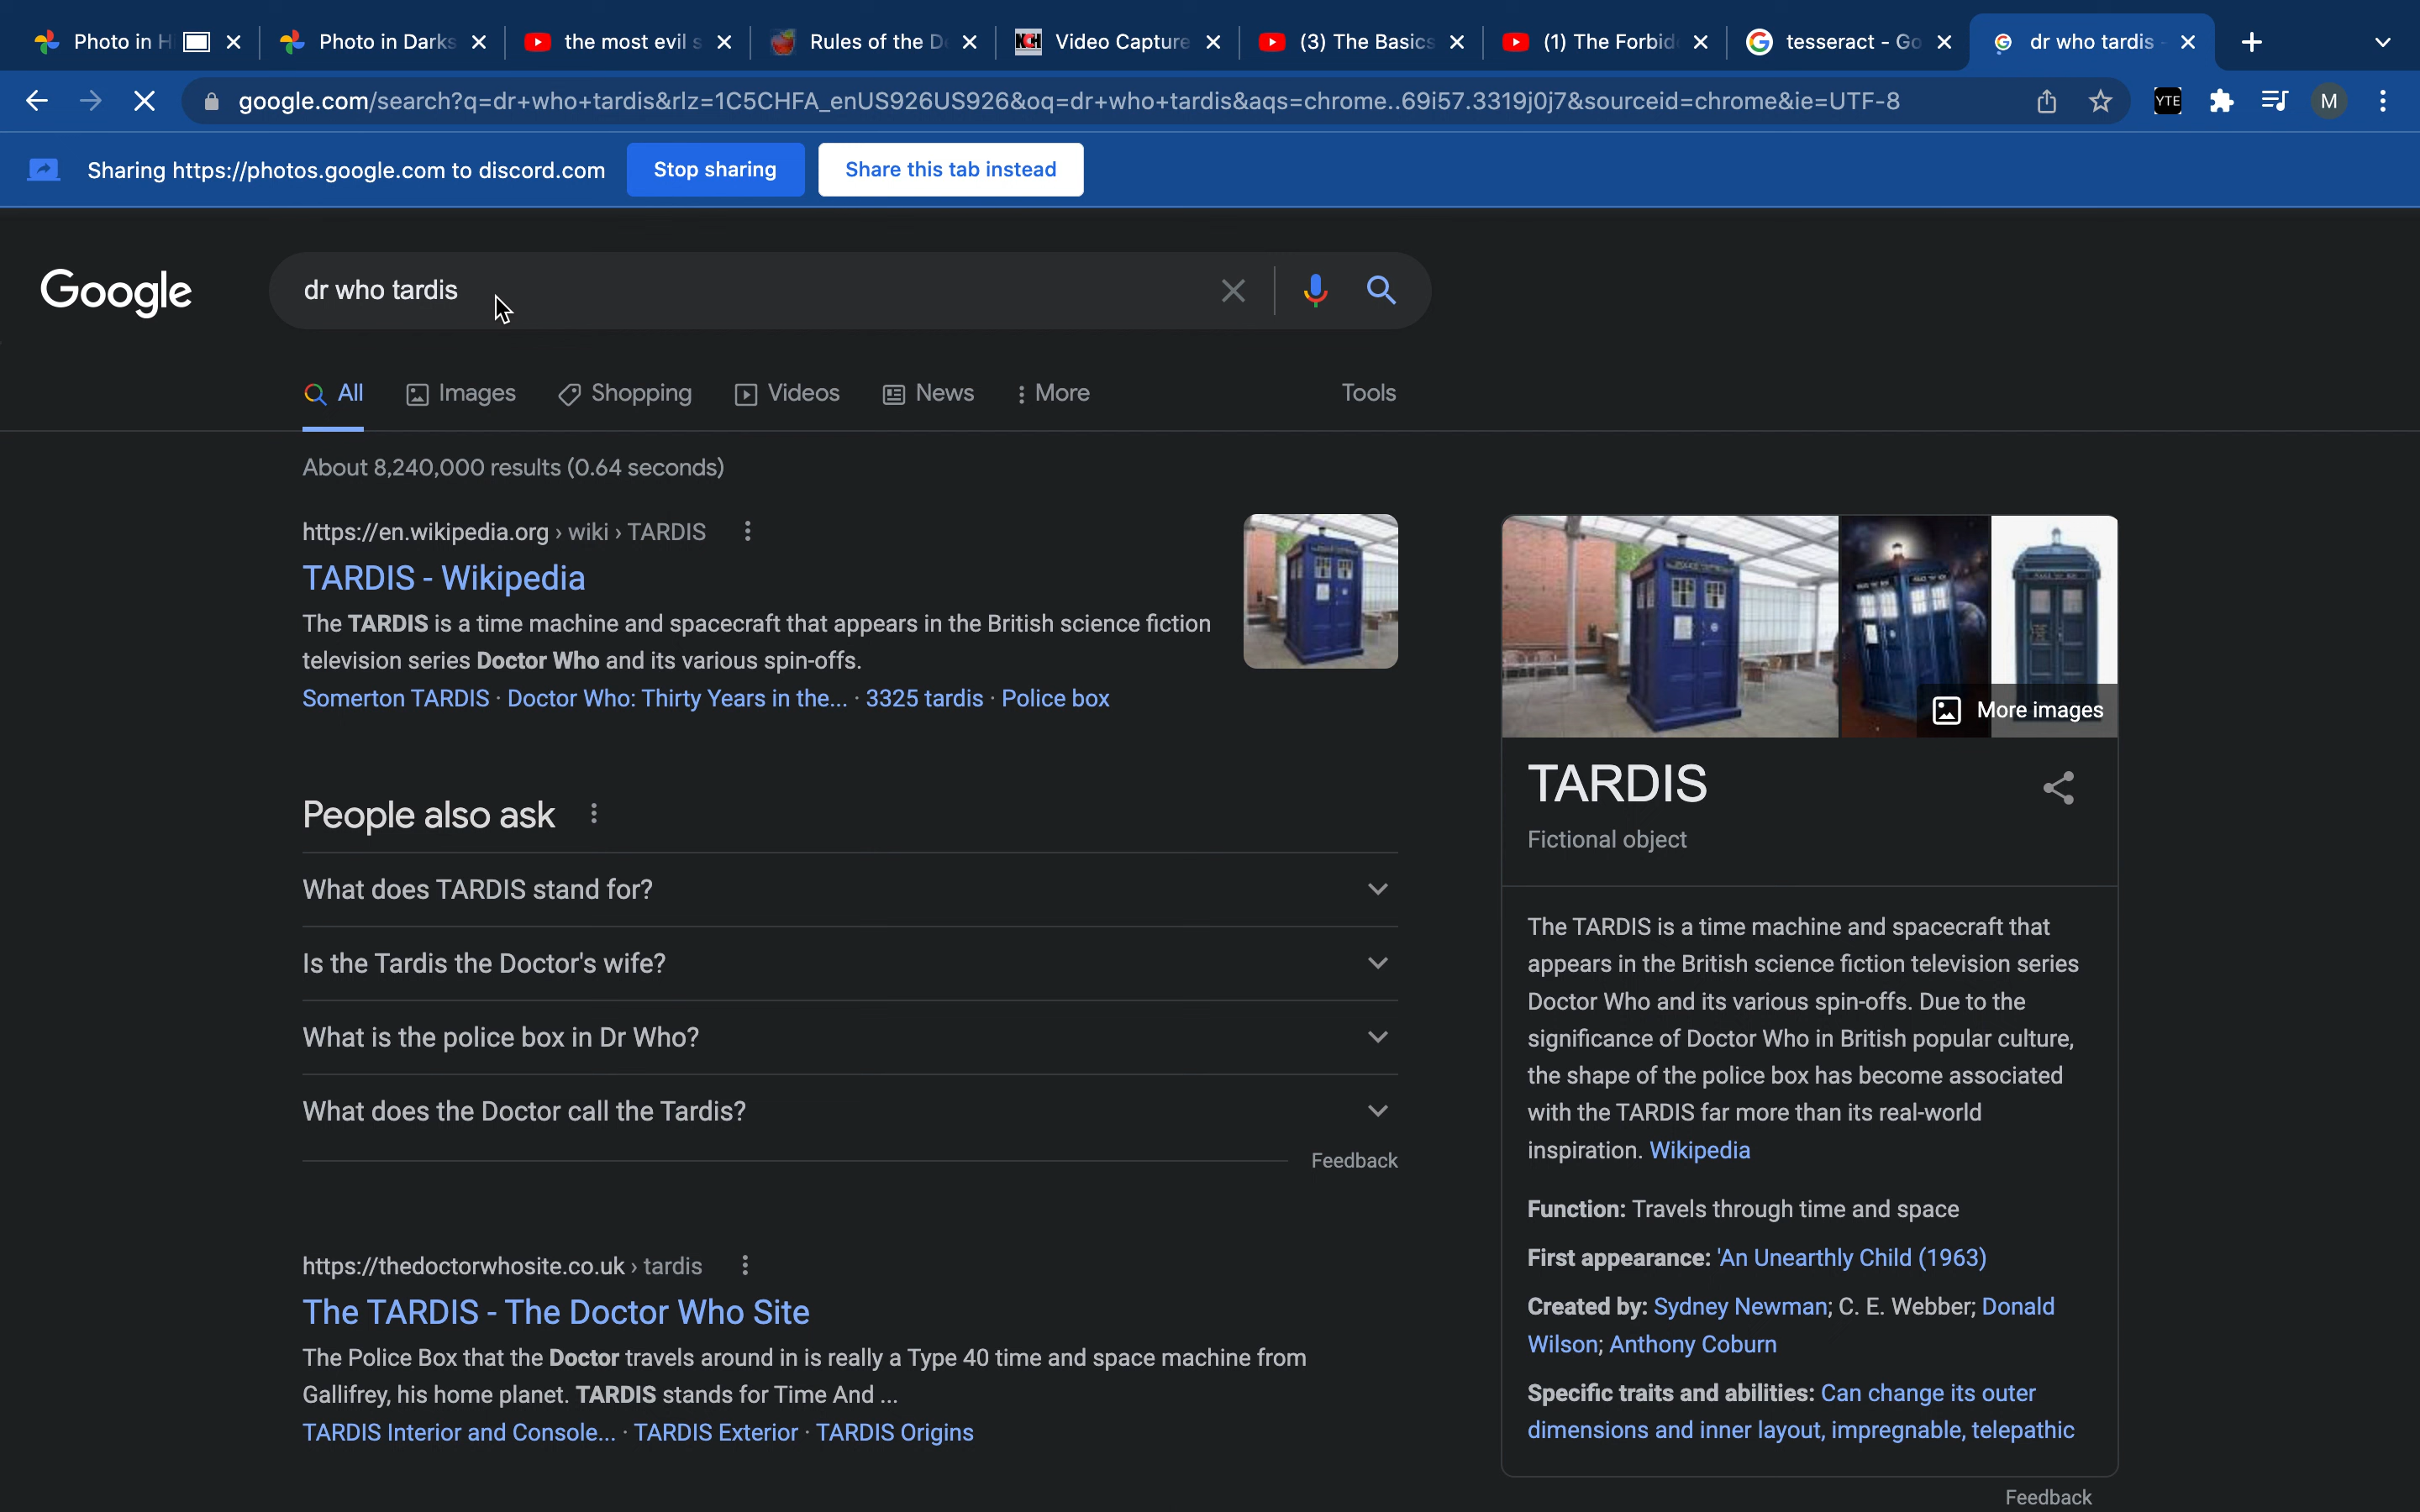 Photo in H
Photo in Darks
the most evil s
Rules of the D
NCH
Video Capture
(3) The Basics
(1) The Forbid
tesseract - Go
dr who tardis -
google.com/search?q=dr+who+tardis&rlz=1C5CHFA_enUS926US926&oq=dr+who+tardis&aqs=chrome..69i57.3319j0j7&sourceid=chrome&ie=UTF-8
YTE
M
Sharing https://photos.google.com to discord.com
Stop sharing
Share this tab instead
Google
dr who tardis
All
Images
Shopping
Videos
News
More
Tools
About 8,240,000 results (0.64 seconds)
https://en.wikipedia.org › wiki › TARDIS
TARDIS - Wikipedia
The TARDIS is a time machine and spacecraft that appears in the British science fiction
television series Doctor Who and its various spin-offs.
Somerton TARDIS · Doctor Who: Thirty Years in the... · 3325 tardis · Police box
People also ask
What does TARDIS stand for?
Is the Tardis the Doctor's wife?
What is the police box in Dr Who?
What does the Doctor call the Tardis?
Feedback
https://thedoctorwhosite.co.uk › tardis
The TARDIS - The Doctor Who Site
The Police Box that the Doctor travels around in is really a Type 40 time and space machine from
Gallifrey, his home planet. TARDIS stands for Time And ...
TARDIS Interior and Console... · TARDIS Exterior · TARDIS Origins
More images
TARDIS
Fictional object
The TARDIS is a time machine and spacecraft that
appears in the British science fiction television series
Doctor Who and its various spin-offs. Due to the
significance of Doctor Who in British popular culture,
the shape of the police box has become associated
with the TARDIS far more than its real-world
inspiration. Wikipedia
Function: Travels through time and space
First appearance: 'An Unearthly Child (1963)
Created by: Sydney Newman; C. E. Webber; Donald
Wilson; Anthony Coburn
Specific traits and abilities: Can change its outer
dimensions and inner layout, impregnable, telepathic
Feedback